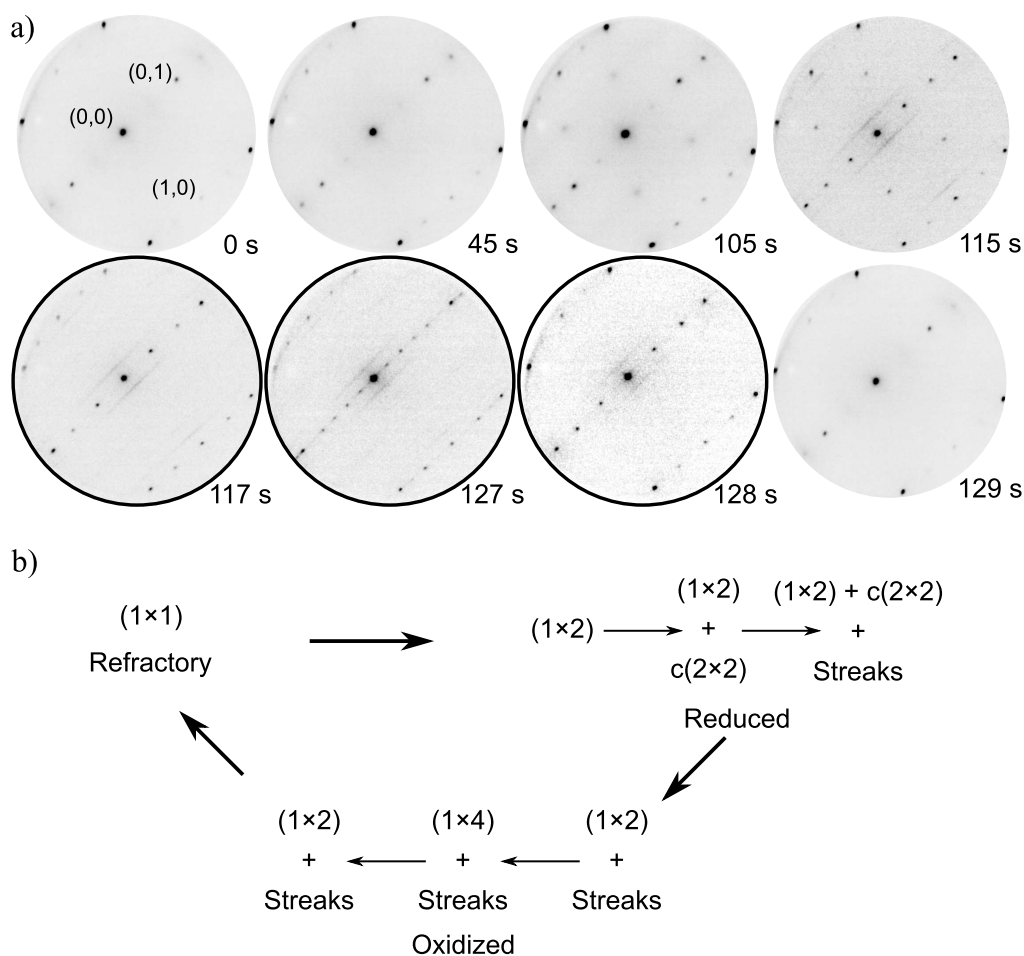 a)
(0,1)
(0,0)
(1,0)
0 s
45 s
105 s
115 s
117 s
127 s
128 s
129 s
b)
(1×1)
Refractory
(1×2)
(1×2)
+
c(2×2)
Reduced
(1×2) + c(2×2)
+
Streaks
(1×2)
+
Streaks
(1×4)
+
Streaks
Oxidized
(1×2)
+
Streaks